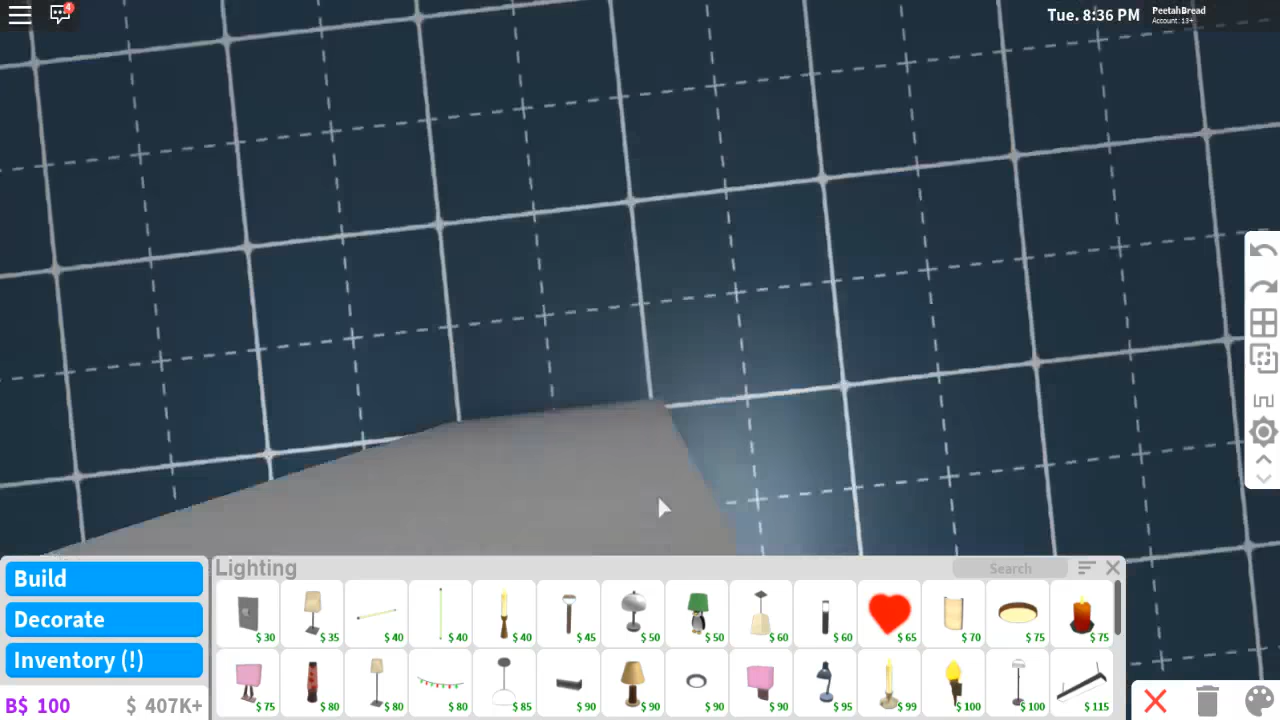 4
Tue. 8:36 PM
PeetahBread
Account: 13+
Lighting
Search
Build
Decorate
Inventory (!)
B$ 100
$ 407K+
$ 30
$ 35
$ 40
$ 40
$ 40
$ 45
$ 50
$ 50
$ 60
$ 60
$ 65
$ 70
$ 75
$ 75
$ 75
$ 80
$ 80
$ 80
$ 85
$ 90
$ 90
$ 90
$ 90
$ 95
$ 99
$ 100
$ 100
$ 115